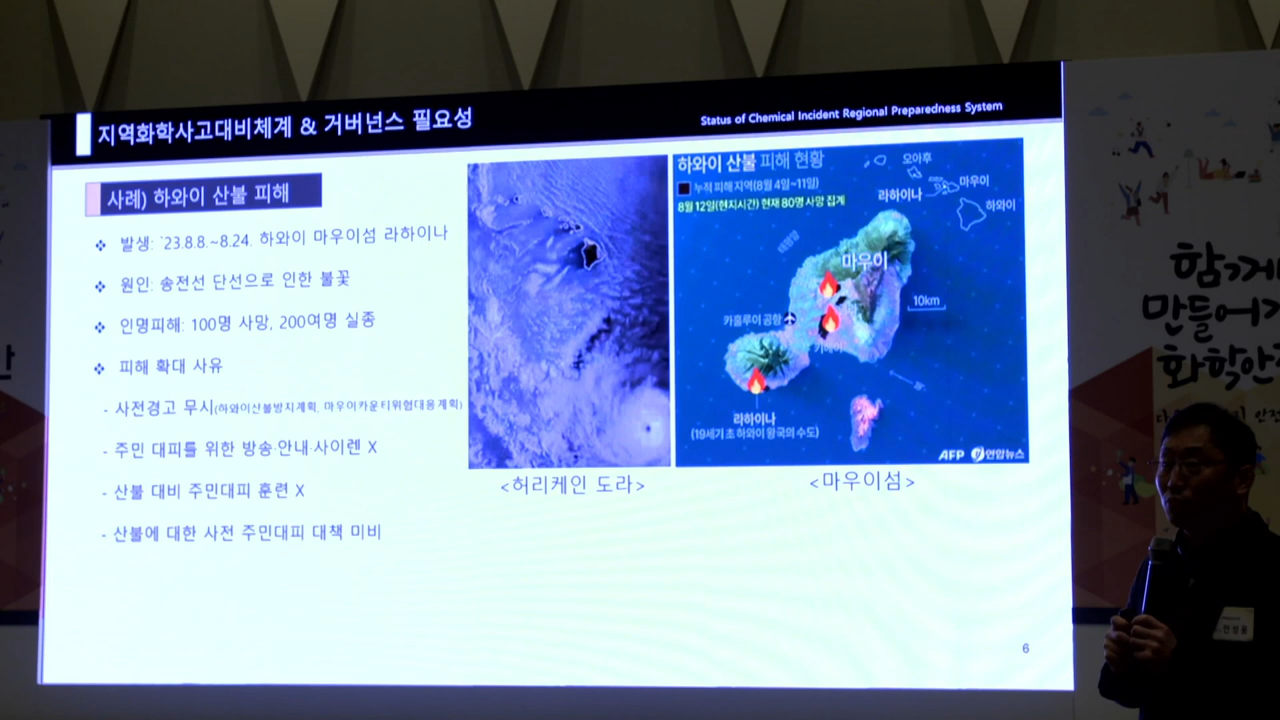 지역화학사고대비체계 & 거버넌스 필요성
Status of Chemical Incident Regional Preparedness System
사례) 하와이 산불 피해
❖ 발생: `23.8.8.~8.24. 하와이 마우이섬 라하이나
❖ 원인: 송전선 단선으로 인한 불꽃
❖ 인명피해: 100명 사망, 200여명 실종
❖ 피해 확대 사유
- 사전경고 무시(하와이산불방지계획, 마우이카운티위협대응계획)
- 주민 대피를 위한 방송·안내·사이렌 X
- 산불 대비 주민대피 훈련 X
- 산불에 대한 사전 주민대피 대책 미비
<허리케인 도라>
하와이 산불 피해 현황
누적 피해 지역(8월 4일~11일)
8월 12일(현지시간) 현재 80명 사망 집계
오아후
마우이
라하이나
하와이
태평양
마우이
10km
카훌루이 공항
라하이나
(19세기 초 하와이 왕국의 수도)
AFP 연합뉴스
<마우이섬>
6
함께
만들어가
화학안